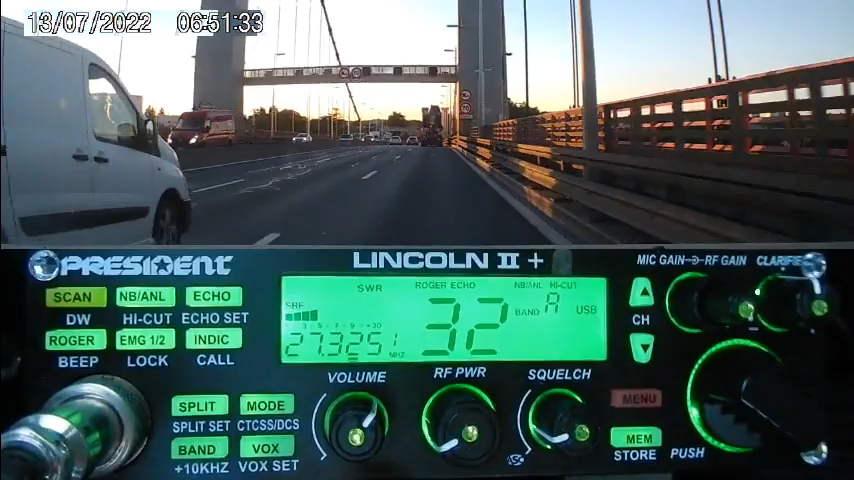 13/07/2022 06:51:33
PRESIDENT
LINCOLN II +
MIC GAIN RF GAIN CLARIFIER
SCAN NB/ANL ECHO
DW HI-CUT ECHO SET
ROGER EMG 1/2 INDIC
BEEP LOCK CALL
SWR ROGER ECHO NB/ANL HI-CUT
SRF
32 BAND A USB
27.3251 MHZ
CH
VOLUME RF PWR SQUELCH
MENU
SPLIT MODE
SPLIT SET CTCSS/DCS
BAND VOX
+10KHZ VOX SET
ASC
MEM
STORE PUSH